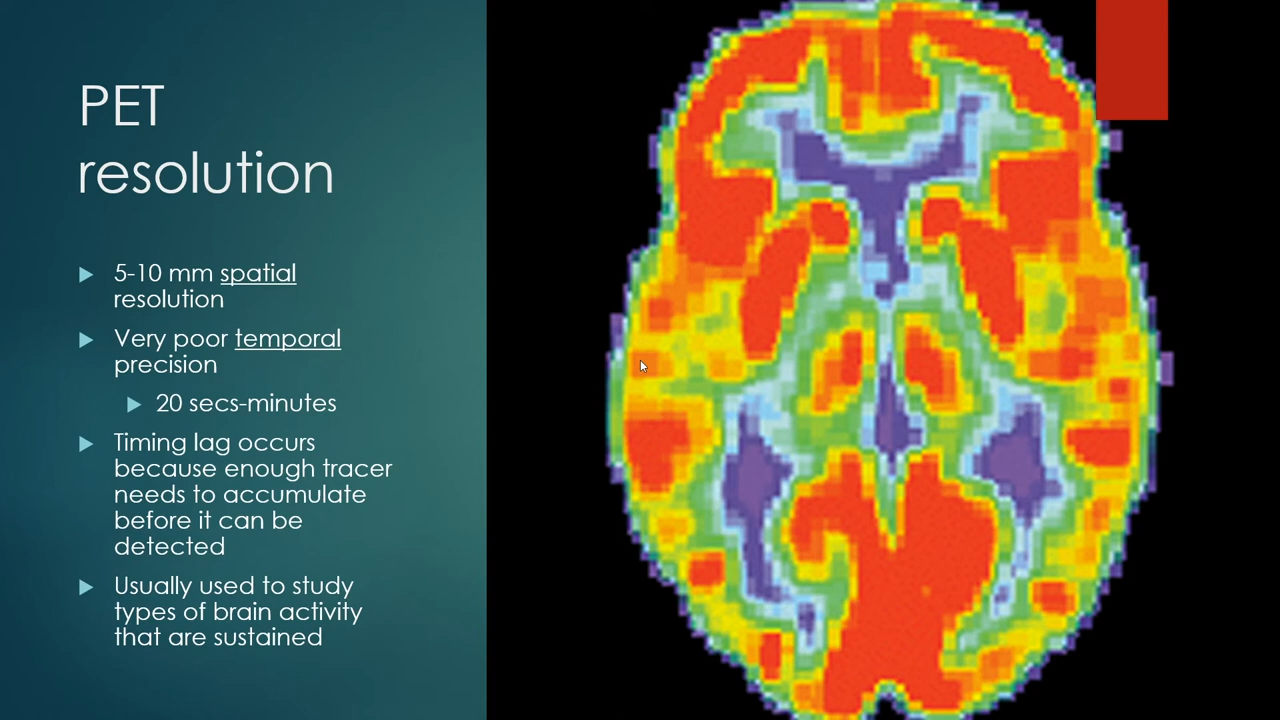 PET
resolution
5-10 mm spatial
resolution
Very poor temporal
precision
20 secs-minutes
Timing lag occurs
because enough tracer
needs to accumulate
before it can be
detected
Usually used to study
types of brain activity
that are sustained